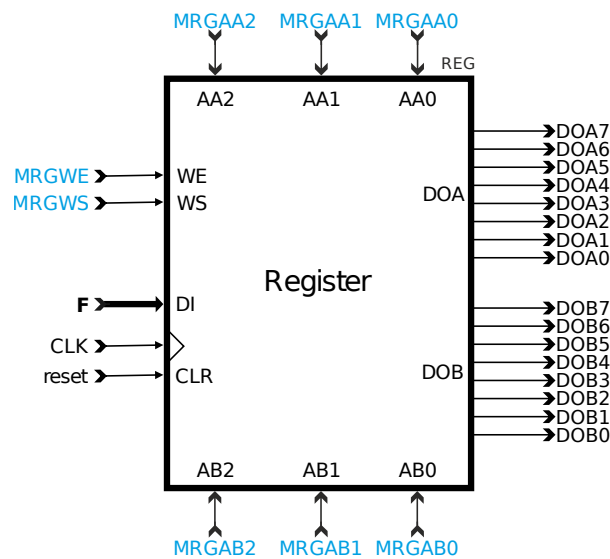 MRGAA2 MRGAA1 MRGAA0
REG
AA2 AA1 AA0
DOA7
DOA6
MRGWE WE DOA5
DOA DOA4
MRGWS WS DOA3
DOA2
DOA1
DOA0
Register
F DI DOB7
DOB6
CLK DOB5
DOB4
reset CLR DOB DOB3
DOB2
DOB1
DOB0
AB2 AB1 AB0
MRGAB2 MRGAB1 MRGAB0